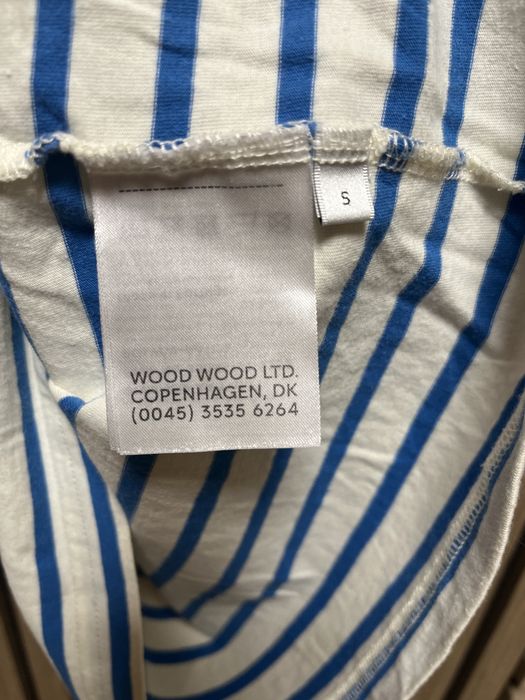 S
WOOD WOOD LTD.
COPENHAGEN, DK
(0045) 3535 6264